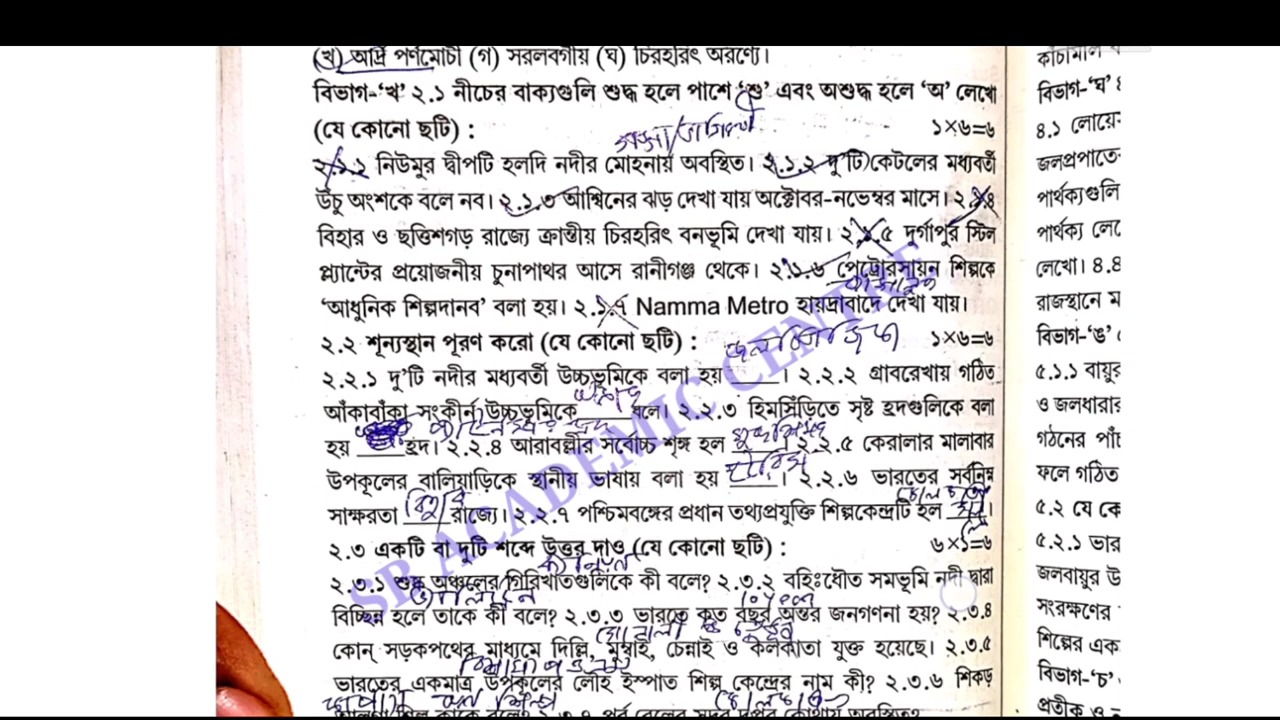 (খ) আর্দ্র পর্ণমোচী (গ) সরলবর্গীয় (ঘ) চিরহরিৎ অরণ্যে।
বিভাগ-'খ' ২.১ নীচের বাক্যগুলি শুদ্ধ হলে পাশে 'শু' এবং অশুদ্ধ হলে 'অ' লেখো
(যে কোনো ছটি) : ১×৬=৬
২.১.১ নিউমুর দ্বীপটি হলদি নদীর মোহনায় অবস্থিত। ২.১.২ দু'টি কেটলের মধ্যবর্তী
উঁচু অংশকে বলে নব। ২.১.৩ আশ্বিনের ঝড় দেখা যায় অক্টোবর-নভেম্বর মাসে। ২.১.৪
বিহার ও ছত্তিশগড় রাজ্যে ক্রান্তীয় চিরহরিৎ বনভূমি দেখা যায়। ২.১.৫ দুর্গাপুর স্টিল
প্ল্যান্টের প্রয়োজনীয় চুনাপাথর আসে রানীগঞ্জ থেকে। ২.১.৬ পেট্রোরসায়ন শিল্পকে
'আধুনিক শিল্পদানব' বলা হয়। ২.১.৭ Namma Metro হায়দ্রাবাদে দেখা যায়।
২.২ শূন্যস্থান পূরণ করো (যে কোনো ছটি) : ১×৬=৬
২.২.১ দু'টি নদীর মধ্যবর্তী উচ্চভূমিকে বলা হয় ____। ২.২.২ গ্রাবরেখায় গঠিত
আঁকাবাঁকা সংকীর্ন উচ্চভূমিকে ____ বলে। ২.২.৩ হিমসিঁড়িতে সৃষ্ট হ্রদগুলিকে বলা
হয় ____ হ্রদ। ২.২.৪ আরাবল্লীর সর্বোচ্চ শৃঙ্গ হল ____। ২.২.৫ কেরালার মালাবার
উপকূলের বালিয়াড়িকে স্থানীয় ভাষায় বলা হয় ____। ২.২.৬ ভারতের সর্বনিম্ন
সাক্ষরতা ____ রাজ্যে। ২.২.৭ পশ্চিমবঙ্গের প্রধান তথ্যপ্রযুক্তি শিল্পকেন্দ্রটি হল ____।
২.৩ একটি বা দুটি শব্দে উত্তর দাও (যে কোনো ছটি) : ৬×১=৬
২.৩.১ শুষ্ক অঞ্চলের গিরিখাতগুলিকে কী বলে? ২.৩.২ বহিঃধৌত সমভূমি নদী দ্বারা
বিচ্ছিন্ন হলে তাকে কী বলে? ২.৩.৩ ভারতে কত বছর অন্তর জনগণনা হয়? ২.৩.৪
কোন্ সড়কপথের মাধ্যমে দিল্লি, মুম্বাই, চেন্নাই ও কলকাতা যুক্ত হয়েছে। ২.৩.৫
ভারতের একমাত্র উপকূলের লৌহ ইস্পাত শিল্প কেন্দ্রের নাম কী? ২.৩.৬ শিকড়
SR ACADEMIC CENTRE
কাঁচামাল
বিভাগ-'ঘ'
৪.১
জলপ্রপাতে
পার্থক্যগুলি
পার্থক্য লে
লেখো। ৪.৪
রাজস্থানে ম
বিভাগ-'ঙ'
৫.১.১ বায়ুর
ও জলধারার
গঠনের
ফলে গঠিত
৫.২ যে কে
৫.২.১ ভার
জলবায়ুর উ
সংরক্ষণের
শিল্পের এক
বিভাগ-'চ'
প্রতীক ও